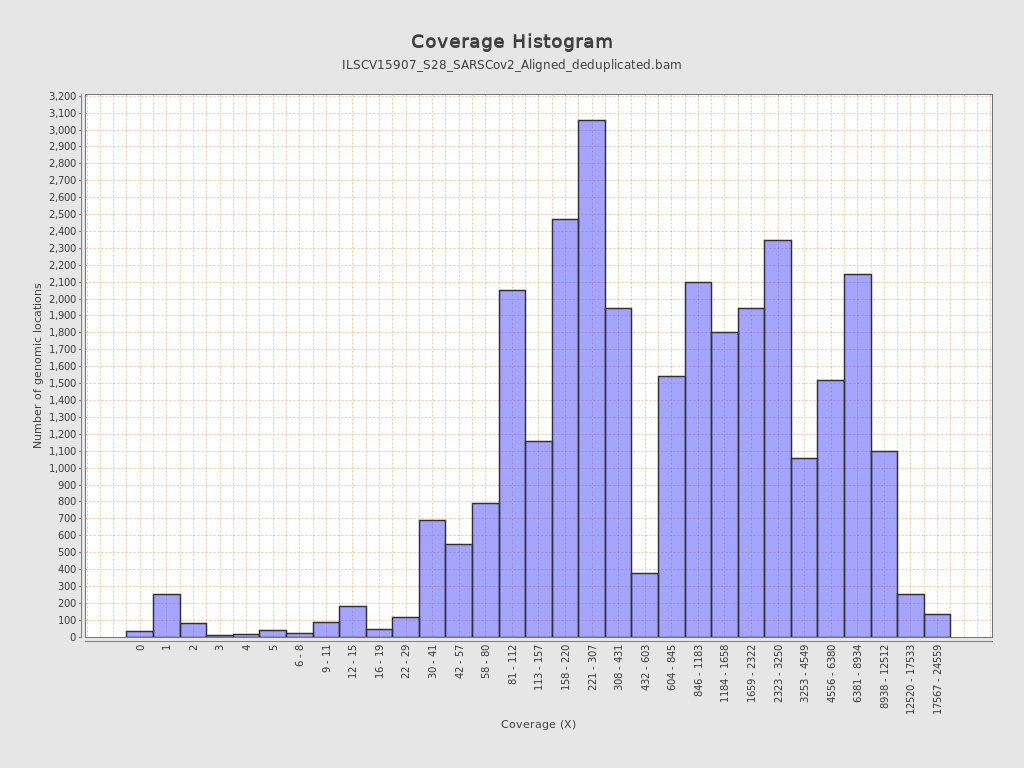 Coverage Histogram
ILSCV15907_S28_SARSCov2_Aligned_deduplicated.bam
Number of genomic locations
3,200
3,100
3,000
2,900
2,800
2,700
2,600
2,500
2,400
2,300
2,200
2,100
2,000
1,900
1,800
1,700
1,600
1,500
1,400
1,300
1,200
1,100
1,000
900
800
700
600
500
400
300
200
100
0
0
1
2
3
4
5
6 - 8
9 - 11
12 - 15
16 - 19
22 - 29
30 - 41
42 - 57
58 - 80
81 - 112
113 - 157
158 - 220
221 - 307
308 - 431
432 - 603
604 - 845
846 - 1183
1184 - 1658
1659 - 2322
2323 - 3250
3253 - 4549
4556 - 6380
6381 - 8934
8938 - 12512
12520 - 17533
17567 - 24559
Coverage (X)